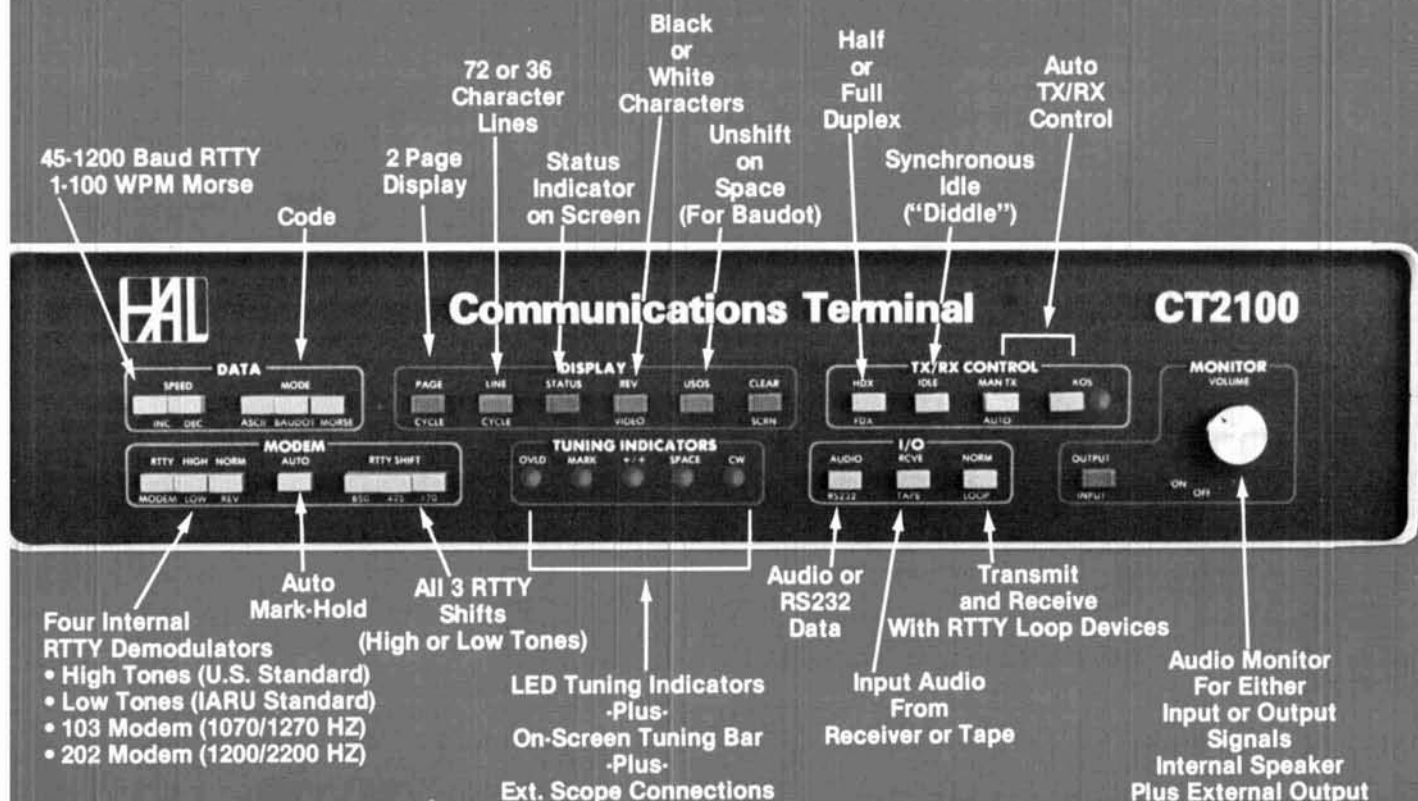 45-1200 Baud RTTY
1-100 WPM Morse
Code
2 Page
Display
72 or 36
Character
Lines
Status
Indicator
on Screen
Black
or
White
Characters
Unshift
on
Space
(For Baudot)
Half
or
Full
Duplex
Synchronous
Idle
("Diddle")
Auto
TX/RX
Control
HAL
Communications Terminal
CT2100
DATA
SPEED
MODE
INC DEC
ASCII BAUDOT MORSE
DISPLAY
PAGE LINE STATUS REV USOS CLEAR
CYCLE CYCLE VIDEO SCRN
TX/RX CONTROL
HDX IDLE MAN TX KOS
FDX AUTO
MONITOR
VOLUME
OUTPUT
INPUT
ON
OFF
MODEM
RTTY HIGH NORM AUTO RTTY SHIFT
MODEM LOW REV 850 425 170
TUNING INDICATORS
OVLD MARK +/+ SPACE CW
I/O
AUDIO RCVE NORM
RS232 TAPE LOOP
Four Internal
RTTY Demodulators
• High Tones (U.S. Standard)
• Low Tones (IARU Standard)
• 103 Modem (1070/1270 HZ)
• 202 Modem (1200/2200 HZ)
Auto
Mark-Hold
All 3 RTTY
Shifts
(High or Low Tones)
LED Tuning Indicators
-Plus-
On-Screen Tuning Bar
-Plus-
Ext. Scope Connections
Audio or
RS232
Data
Input Audio
From
Receiver or Tape
Transmit
and Receive
With RTTY Loop Devices
Audio Monitor
For Either
Input or Output
Signals
Internal Speaker
Plus External Output